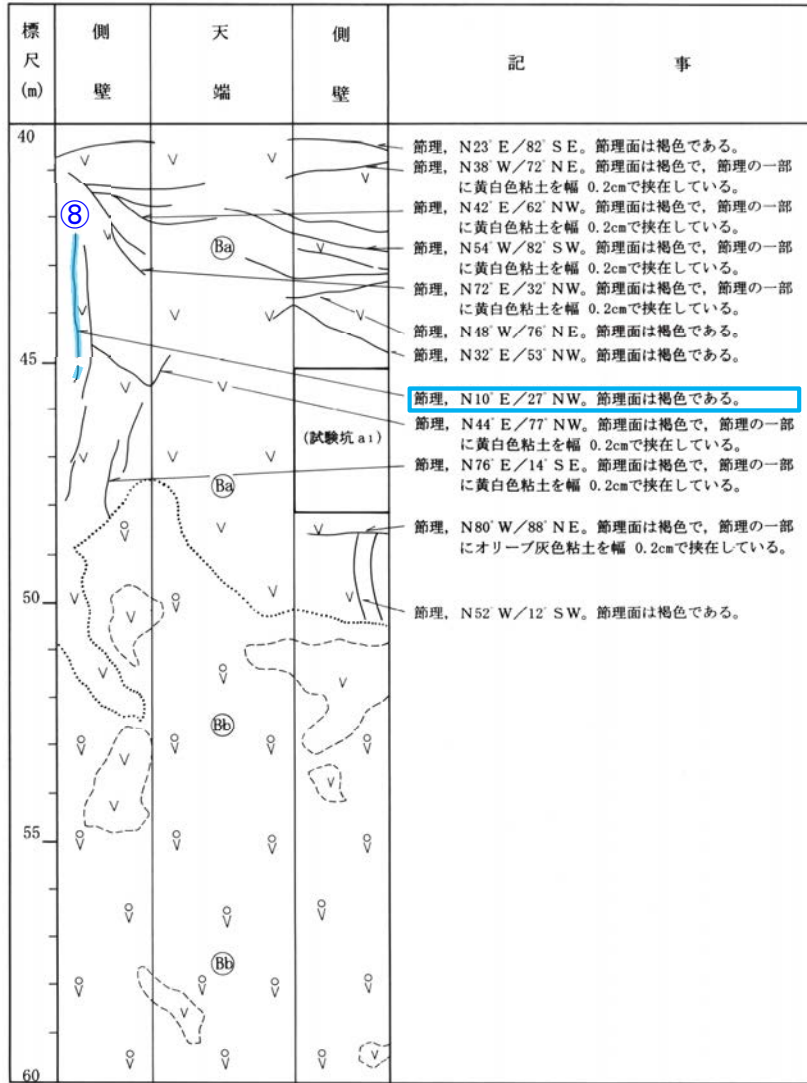 標尺(m)
側壁
天端
側壁
記事
40
45
50
55
60
⑧
Ba
Ba
Bb
Bb
(試験坑 a1)
節理, N23°E/82°SE。節理面は褐色である。
節理, N38°W/72°NE。節理面は褐色で, 節理の一部
に黄白色粘土を幅 0.2cmで挟在している。
節理, N42°E/62°NW。節理面は褐色で, 節理の一部
に黄白色粘土を幅 0.2cmで挟在している。
節理, N54°W/82°SW。節理面は褐色で, 節理の一部
に黄白色粘土を幅 0.2cmで挟在している。
節理, N72°E/32°NW。節理面は褐色で, 節理の一部
に黄白色粘土を幅 0.2cmで挟在している。
節理, N48°W/76°NE。節理面は褐色である。
節理, N32°E/53°NW。節理面は褐色である。
節理, N10°E/27°NW。節理面は褐色である。
節理, N44°E/77°NW。節理面は褐色で, 節理の一部
に黄白色粘土を幅 0.2cmで挟在している。
節理, N76°E/14°SE。節理面は褐色で, 節理の一部
に黄白色粘土を幅 0.2cmで挟在している。
節理, N80°W/88°NE。節理面は褐色で, 節理の一部
にオリーブ灰色粘土を幅 0.2cmで挟在している。
節理, N52°W/12°SW。節理面は褐色である。